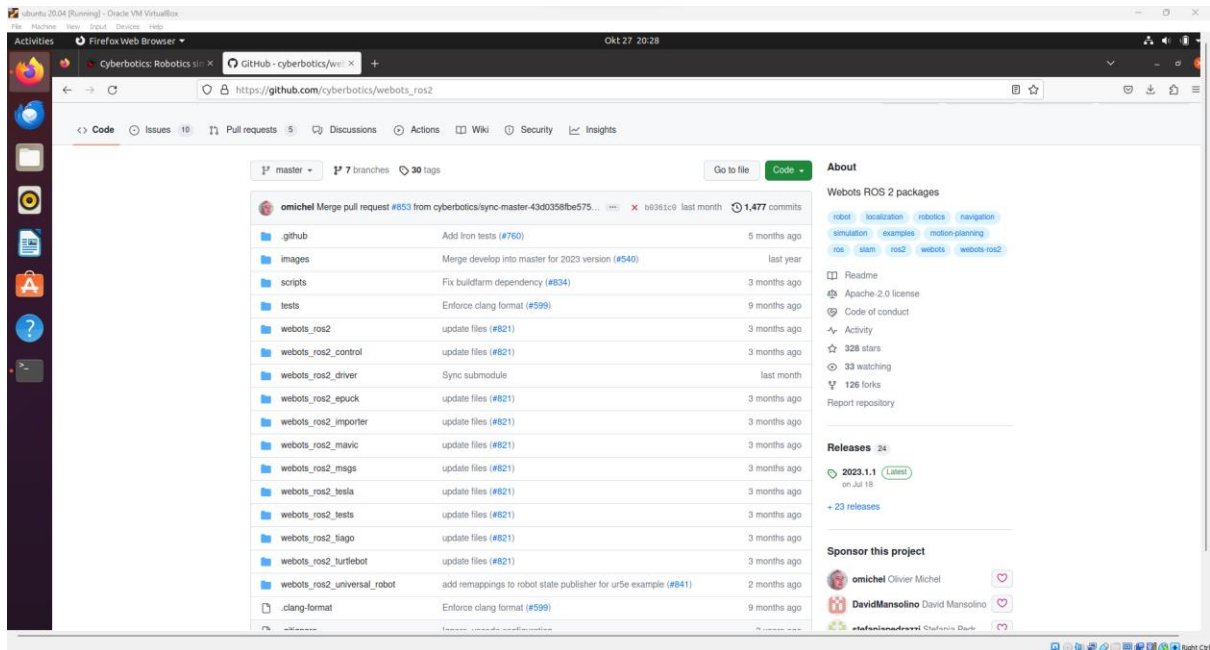 ubuntu 20.04 [Running] - Oracle VM VirtualBox
File Machine View Input Devices Help
Activities Firefox Web Browser Okt 27 20:28
Cyberbotics: Robotics sim × GitHub - cyberbotics/web × +
https://github.com/cyberbotics/webots_ros2
Code Issues 10 Pull requests 5 Discussions Actions Wiki Security Insights
master 7 branches 30 tags Go to file Code
omichel Merge pull request #853 from cyberbotics/sync-master-43d0358fbe575... ... × b0361c0 last month 1,477 commits
.github Add Iron tests (#760) 5 months ago
images Merge develop into master for 2023 version (#540) last year
scripts Fix buildfarm dependency (#834) 3 months ago
tests Enforce clang format (#599) 9 months ago
webots_ros2 update files (#821) 3 months ago
webots_ros2_control update files (#821) 3 months ago
webots_ros2_driver Sync submodule last month
webots_ros2_epuck update files (#821) 3 months ago
webots_ros2_importer update files (#821) 3 months ago
webots_ros2_mavic update files (#821) 3 months ago
webots_ros2_msgs update files (#821) 3 months ago
webots_ros2_tesla update files (#821) 3 months ago
webots_ros2_tests update files (#821) 3 months ago
webots_ros2_tiago update files (#821) 3 months ago
webots_ros2_turtlebot update files (#821) 3 months ago
webots_ros2_universal_robot add remappings to robot state publisher for ur5e example (#841) 2 months ago
.clang-format Enforce clang format (#599) 9 months ago
About
Webots ROS 2 packages
robot localization robotics navigation
simulation examples motion-planning
ros slam ros2 webots webots-ros2
Readme
Apache-2.0 license
Code of conduct
Activity
328 stars
33 watching
126 forks
Report repository
Releases 24
2023.1.1 Latest
on Jul 18
+ 23 releases
Sponsor this project
omichel Olivier Michel
DavidMansolino David Mansolino
stefaniapedrazzi Stefania Pedr
Right Ctrl